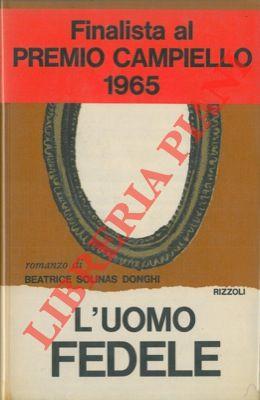 Finalista al
PREMIO CAMPIELLO
1965
romanzo di
BEATRICE SOLINAS DONGHI
RIZZOLI
L'UOMO
FEDELE
LIBRERIA PIANI